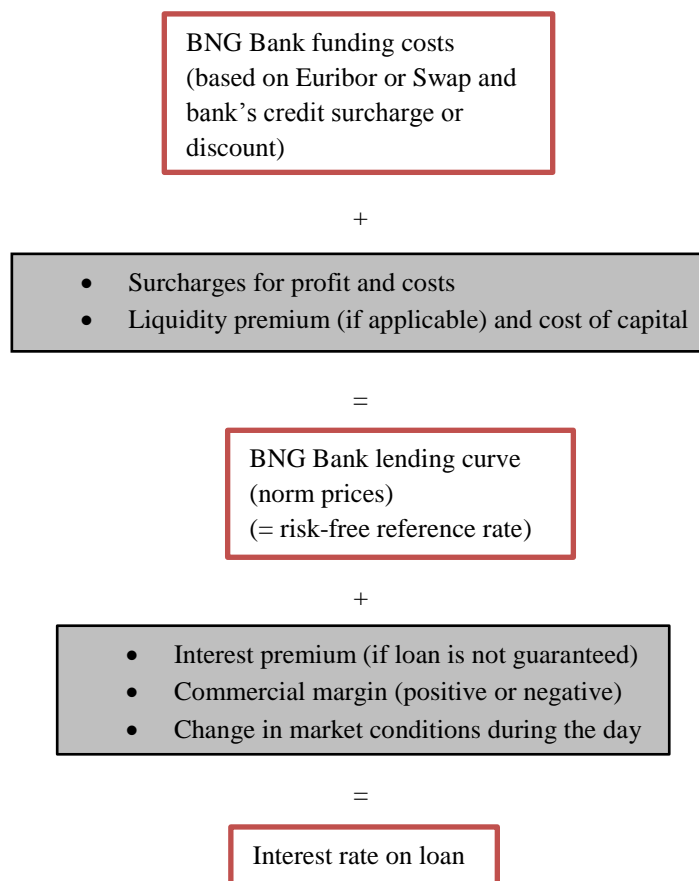 BNG Bank funding costs
(based on Euribor or Swap and
bank’s credit surcharge or
discount)
+
• Surcharges for profit and costs
• Liquidity premium (if applicable) and cost of capital
=
BNG Bank lending curve
(norm prices)
(= risk-free reference rate)
+
• Interest premium (if loan is not guaranteed)
• Commercial margin (positive or negative)
• Change in market conditions during the day
=
Interest rate on loan